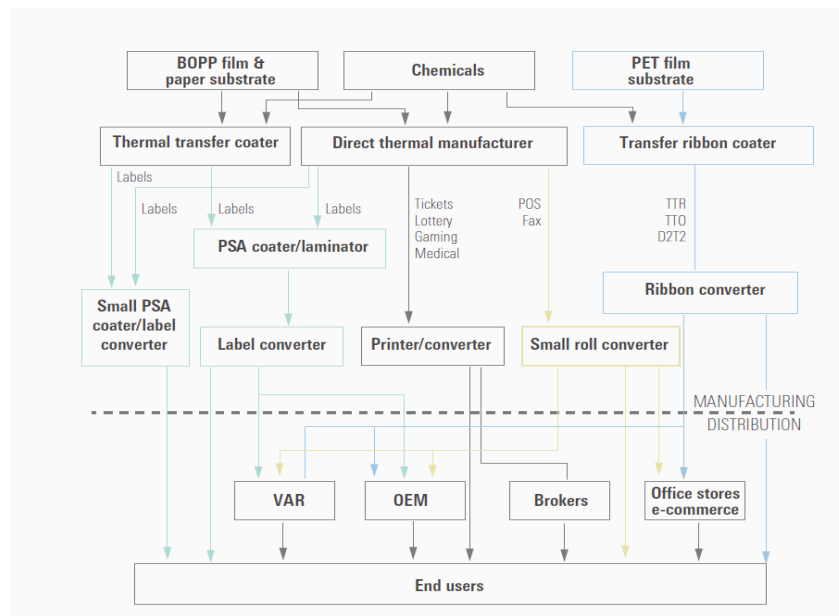 BOPP film &
paper substrate
Chemicals
PET film
substrate
Thermal transfer coater
Direct thermal manufacturer
Transfer ribbon coater
Labels
Labels
Labels
Labels
Tickets
Lottery
Gaming
Medical
POS
Fax
TTR
TTO
D2T2
PSA coater/laminator
Ribbon converter
Small PSA
coater/label
converter
Label converter
Printer/converter
Small roll converter
MANUFACTURING
DISTRIBUTION
VAR
OEM
Brokers
Office stores
e-commerce
End users